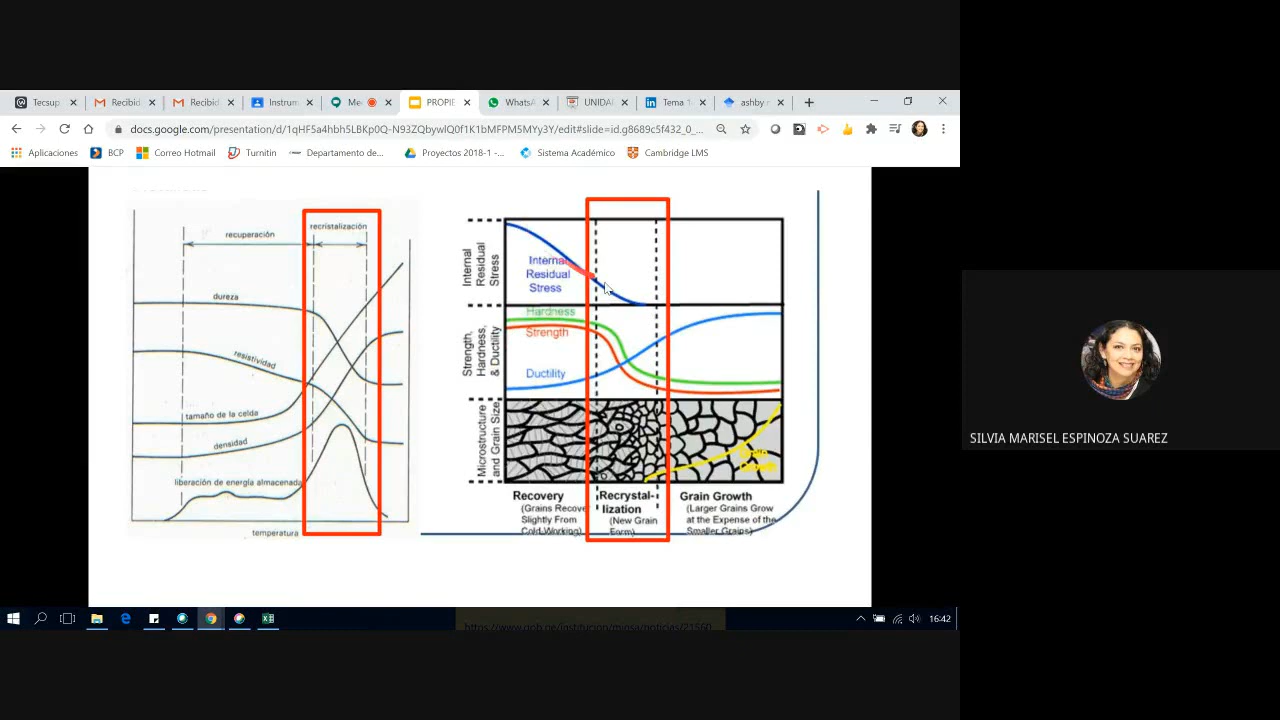 Tecsup
Recibid
Recibid
Instrum
Me
PROPIE
WhatsA
UNIDA
Tema 1
ashby
docs.google.com/presentation/d/1qHF5a4hbh5LBKp0Q-N93ZQbywlQ0f1K1bMFPM5MYy3Y/edit#slide=id.g8689c5f432_0_...
Aplicaciones
BCP
Correo Hotmail
Turnitin
Departamento de...
Proyectos 2018-1 -...
Sistema Académico
Cambridge LMS
recuperación
recristalización
dureza
resistividad
tamaño de la celda
densidad
liberación de energía almacenada
temperatura
Internal
Residual
Stress
Internal
Residual
Stress
Strength,
Hardness,
& Ductility
Hardness
Strength
Ductility
Microstructure
and Grain Size
Grain
Growth
Recovery
(Grains Recover
Slightly From
Cold Working)
Recrystal-
lization
(New Grain
Form)
Grain Growth
(Larger Grains Grow
at the Expense of the
Smaller Grains)
SILVIA MARISEL ESPINOZA SUAREZ
16:42